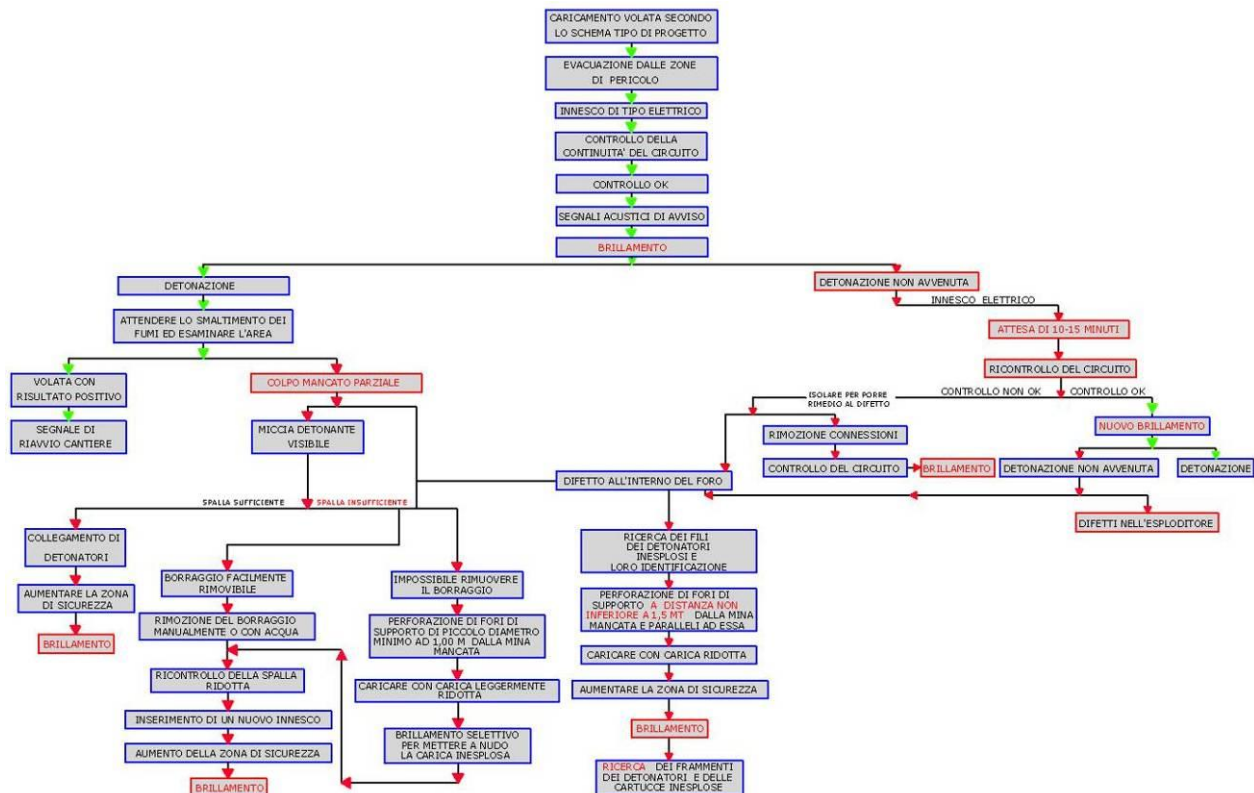 CARICAMENTO VOLATA SECONDO
LO SCHEMA TIPO DI PROGETTO
EVACUAZIONE DALLE ZONE
DI PERICOLO
INNESCO DI TIPO ELETTRICO
CONTROLLO DELLA
CONTINUITA' DEL CIRCUITO
CONTROLLO OK
SEGNALI ACUSTICI DI AVVISO
BRILLAMENTO
DETONAZIONE
ATTENDERE LO SMALTIMENTO DEI
FUMI ED ESAMINARE L'AREA
VOLATA CON
RISULTATO POSITIVO
SEGNALE DI
RIAVVIO CANTIERE
COLPO MANCATO PARZIALE
MICCIA DETONANTE
VISIBILE
SPALLA SUFFICIENTE
SPALLA INSUFFICIENTE
COLLEGAMENTO DI
DETONATORI
AUMENTARE LA ZONA
DI SICUREZZA
BRILLAMENTO
BORRAGGIO FACILMENTE
RIMOVIBILE
RIMOZIONE DEL BORRAGGIO
MANUALMENTE O CON ACQUA
RICONTROLLO DELLA SPALLA
RIDOTTA
INSERIMENTO DI UN NUOVO INNESCO
AUMENTO DELLA ZONA DI SICUREZZA
BRILLAMENTO
IMPOSSIBILE RIMUOVERE
IL BORRAGGIO
PERFORAZIONE DI FORI DI
SUPPORTO DI PICCOLO DIAMETRO
MINIMO AD 1,00 M DALLA MINA
MANCATA
CARICARE CON CARICA LEGGERMENTE
RIDOTTA
BRILLAMENTO SELETTIVO
PER METTERE A NUDO
LA CARICA INESPLOSA
DETONAZIONE NON AVVENUTA
INNESCO ELETTRICO
ATTESA DI 10-15 MINUTI
RICONTROLLO DEL CIRCUITO
CONTROLLO NON OK
CONTROLLO OK
ISOLARE PER PORRE
RIMEDIO AL DIFETTO
RIMOZIONE CONNESSIONI
CONTROLLO DEL CIRCUITO
BRILLAMENTO
NUOVO BRILLAMENTO
DETONAZIONE NON AVVENUTA
DETONAZIONE
DIFETTI NELL'ESPLODITORE
DIFETTO ALL'INTERNO DEL FORO
RICERCA DEI FILI
DEI DETONATORI
INESPLOSI E
LORO IDENTIFICAZIONE
PERFORAZIONE DI FORI DI
SUPPORTO A DISTANZA NON
INFERIORE A 1,5 MT DALLA MINA
MANCATA E PARALLELI AD ESSA
CARICARE CON CARICA RIDOTTA
AUMENTARE LA ZONA DI SICUREZZA
BRILLAMENTO
RICERCA DEI FRAMMENTI
DEI DETONATORI E DELLE
CARTUCCE INESPLOSE